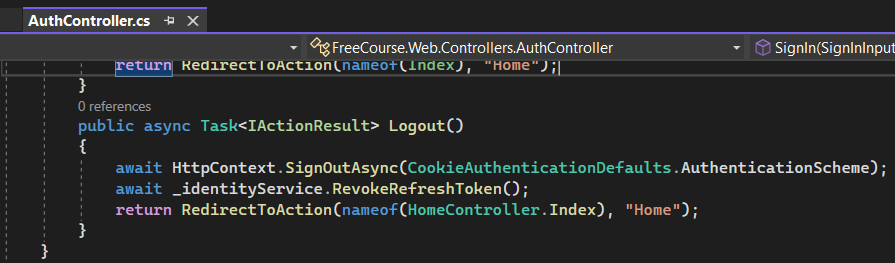 AuthController.cs
FreeCourse.Web.Controllers.AuthController SignIn(SignInInput
return RedirectToAction(nameof(Index), "Home");
}
0 references
public async Task<IActionResult> Logout()
{
await HttpContext.SignOutAsync(CookieAuthenticationDefaults.AuthenticationScheme);
await _identityService.RevokeRefreshToken();
return RedirectToAction(nameof(HomeController.Index), "Home");
}
}